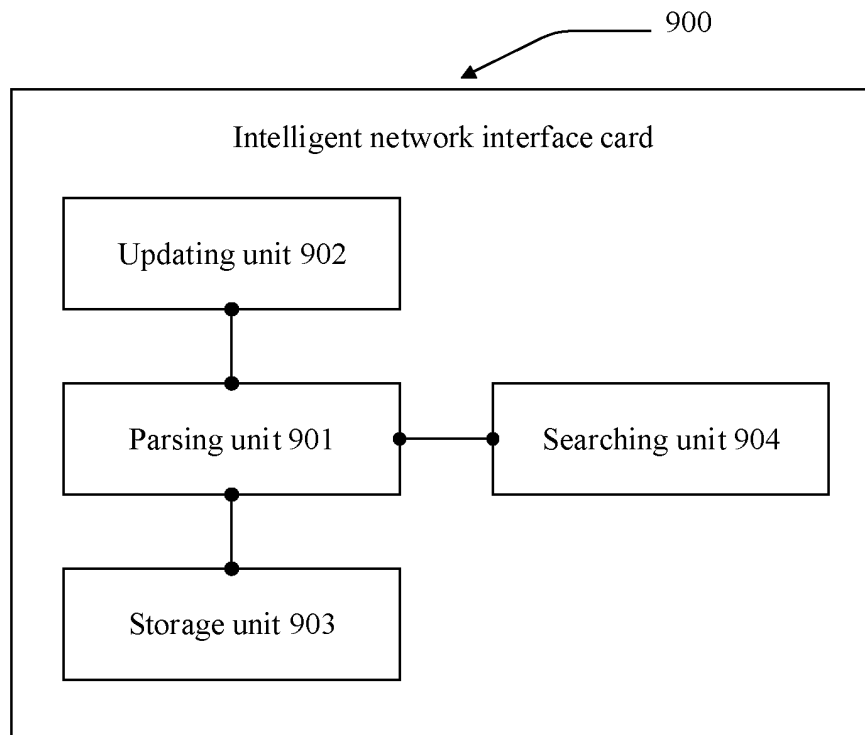 900
Intelligent network interface card
Updating unit 902
Parsing unit 901
Searching unit 904
Storage unit 903